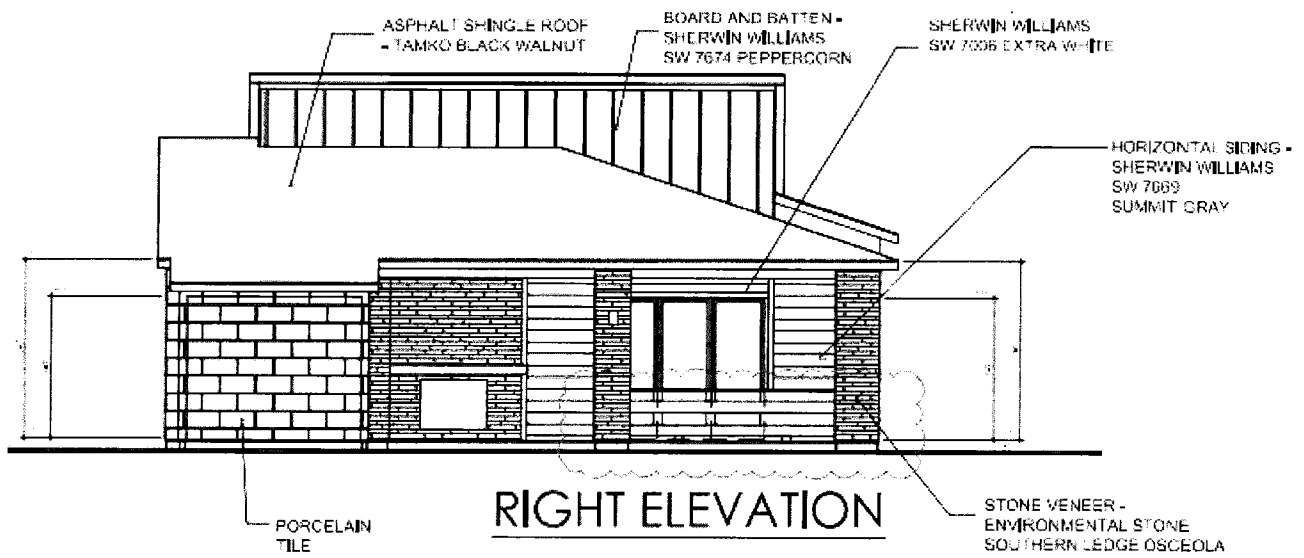 ASPHALT SHINGLE ROOF
- TAMKO BLACK WALNUT
BOARD AND BATTEN -
SHERWIN WILLIAMS
SW 7674 PEPPERCORN
SHERWIN WILLIAMS
SW 7006 EXTRA WHITE
HORIZONTAL SIDING -
SHERWIN WILLIAMS
SW 7669
SUMMIT GRAY
RIGHT ELEVATION
PORCELAIN
TILE
STONE VENEER -
ENVIRONMENTAL STONE
SOUTHERN LEDGE OSCEOLA